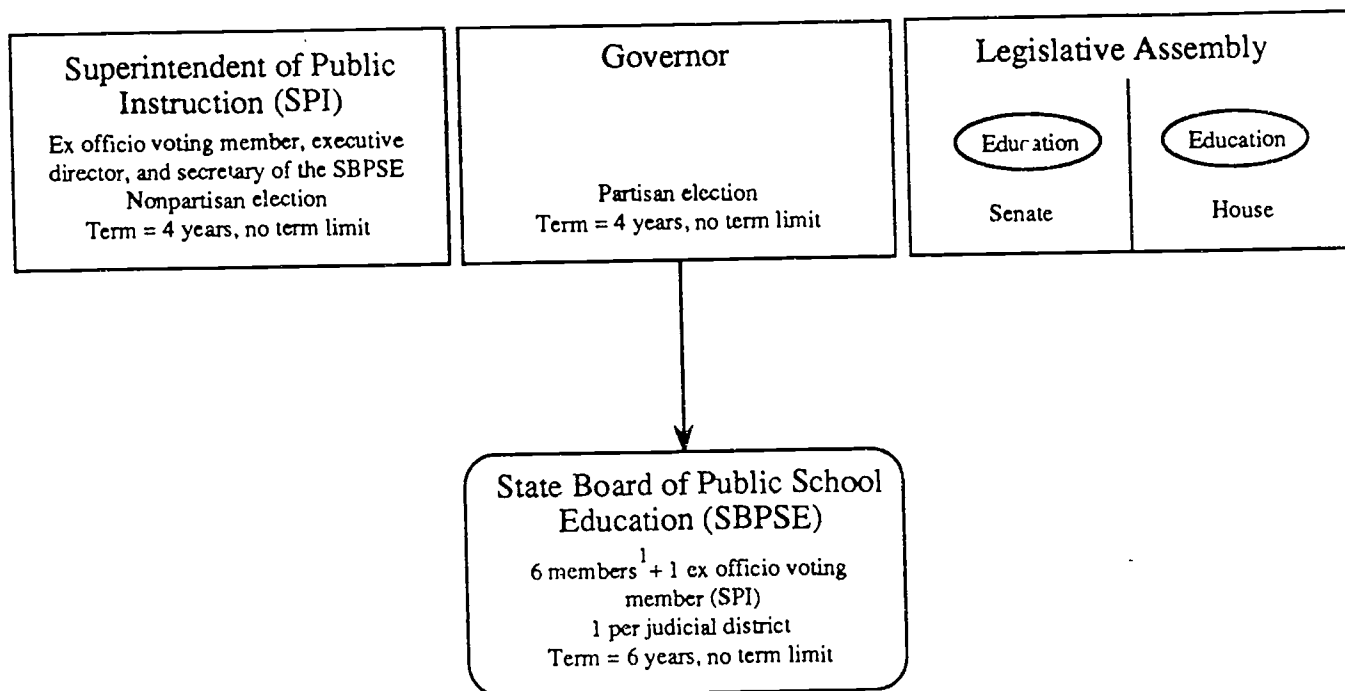 Superintendent of Public
Instruction (SPI)
Ex officio voting member, executive
director, and secretary of the SBPSE
Nonpartisan election
Term = 4 years, no term limit
Governor
Partisan election
Term = 4 years, no term limit
Legislative Assembly
Education
Education
Senate
House
State Board of Public School
Education (SBPSE)
6 members¹ + 1 ex officio voting
member (SPI)
1 per judicial district
Term = 6 years, no term limit